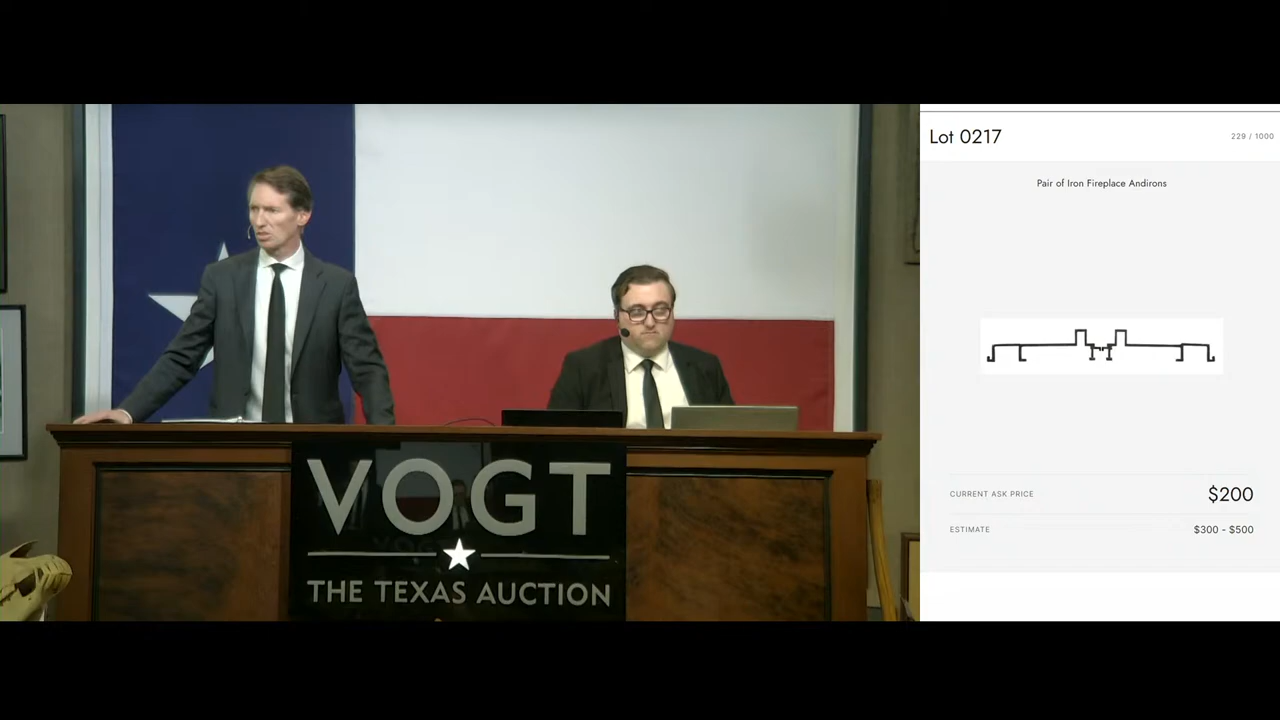 VOGT
THE TEXAS AUCTION
Lot 0217
229 / 1000
Pair of Iron Fireplace Andirons
CURRENT ASK PRICE
$200
ESTIMATE
$300 - $500